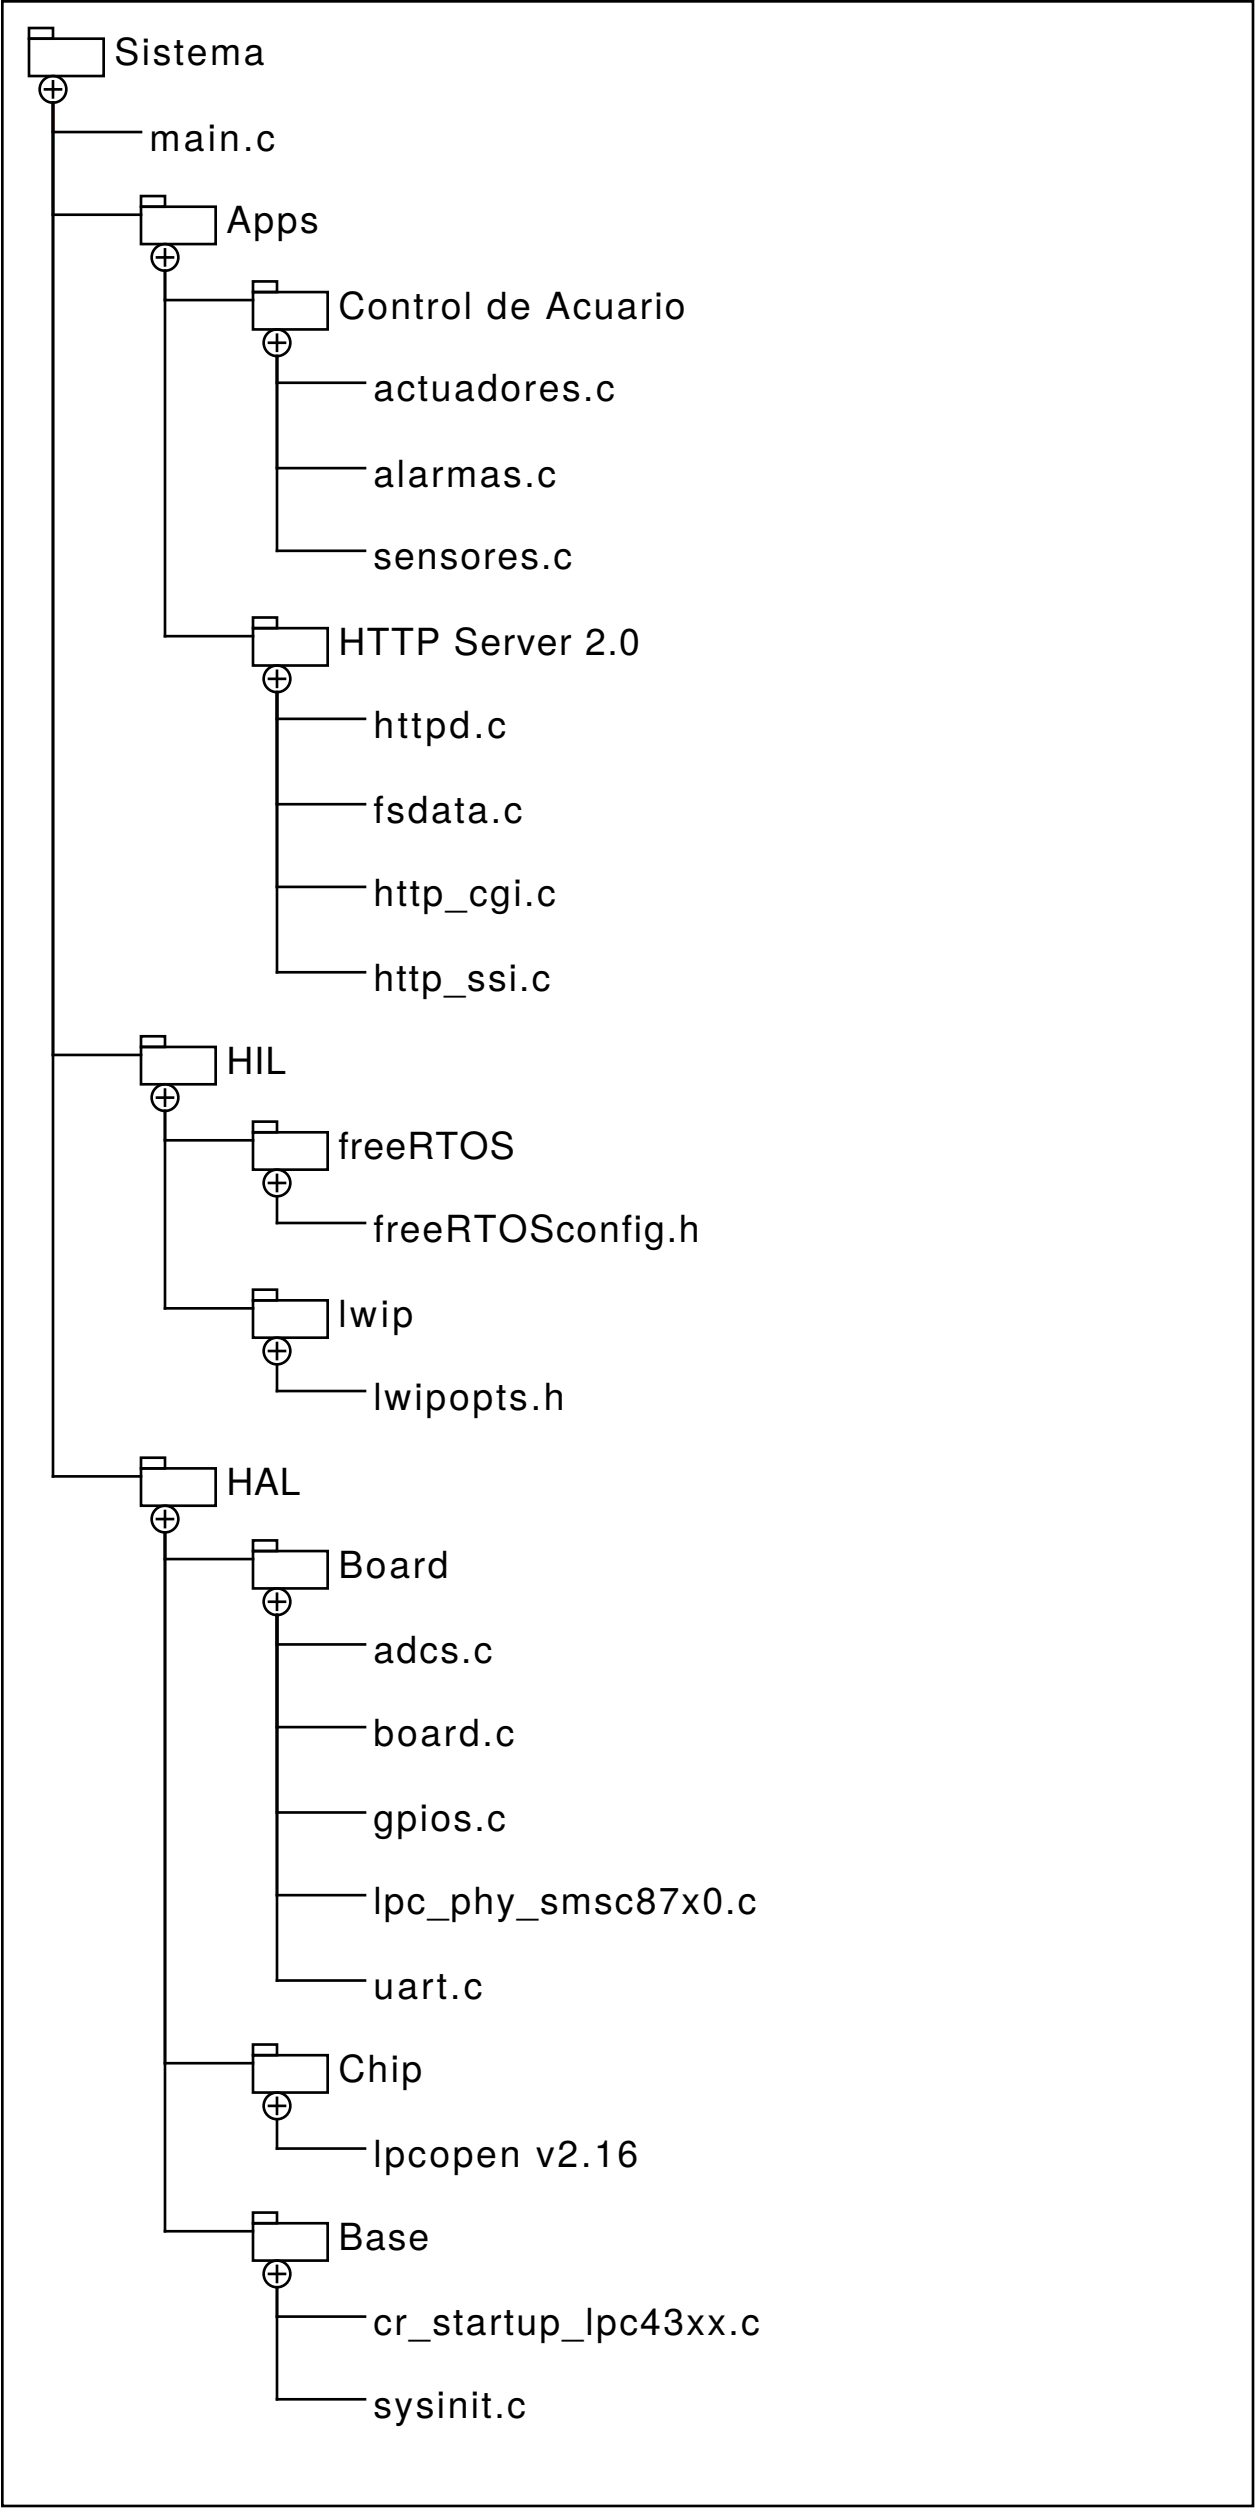 Sistema
main.c
Apps
Control de Acuario
actuadores.c
alarmas.c
sensores.c
HTTP Server 2.0
httpd.c
fsdata.c
http_cgi.c
http_ssi.c
HIL
freeRTOS
freeRTOSconfig.h
lwip
lwipopts.h
HAL
Board
adcs.c
board.c
gpios.c
lpc_phy_smsc87x0.c
uart.c
Chip
lpcopen v2.16
Base
cr_startup_lpc43xx.c
sysinit.c